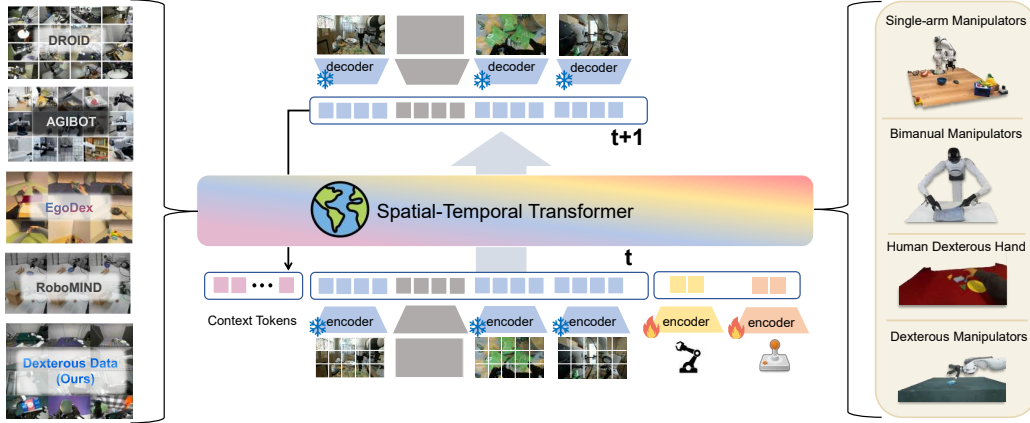 DROID
AGIBOT
EgoDex
RoboMIND
Dexterous Data
(Ours)
decoder
decoder
decoder
t+1
Spatial-Temporal Transformer
t
Context Tokens
encoder
encoder
encoder
encoder
encoder
Single-arm Manipulators
Bimanual Manipulators
Human Dexterous Hand
Dexterous Manipulators